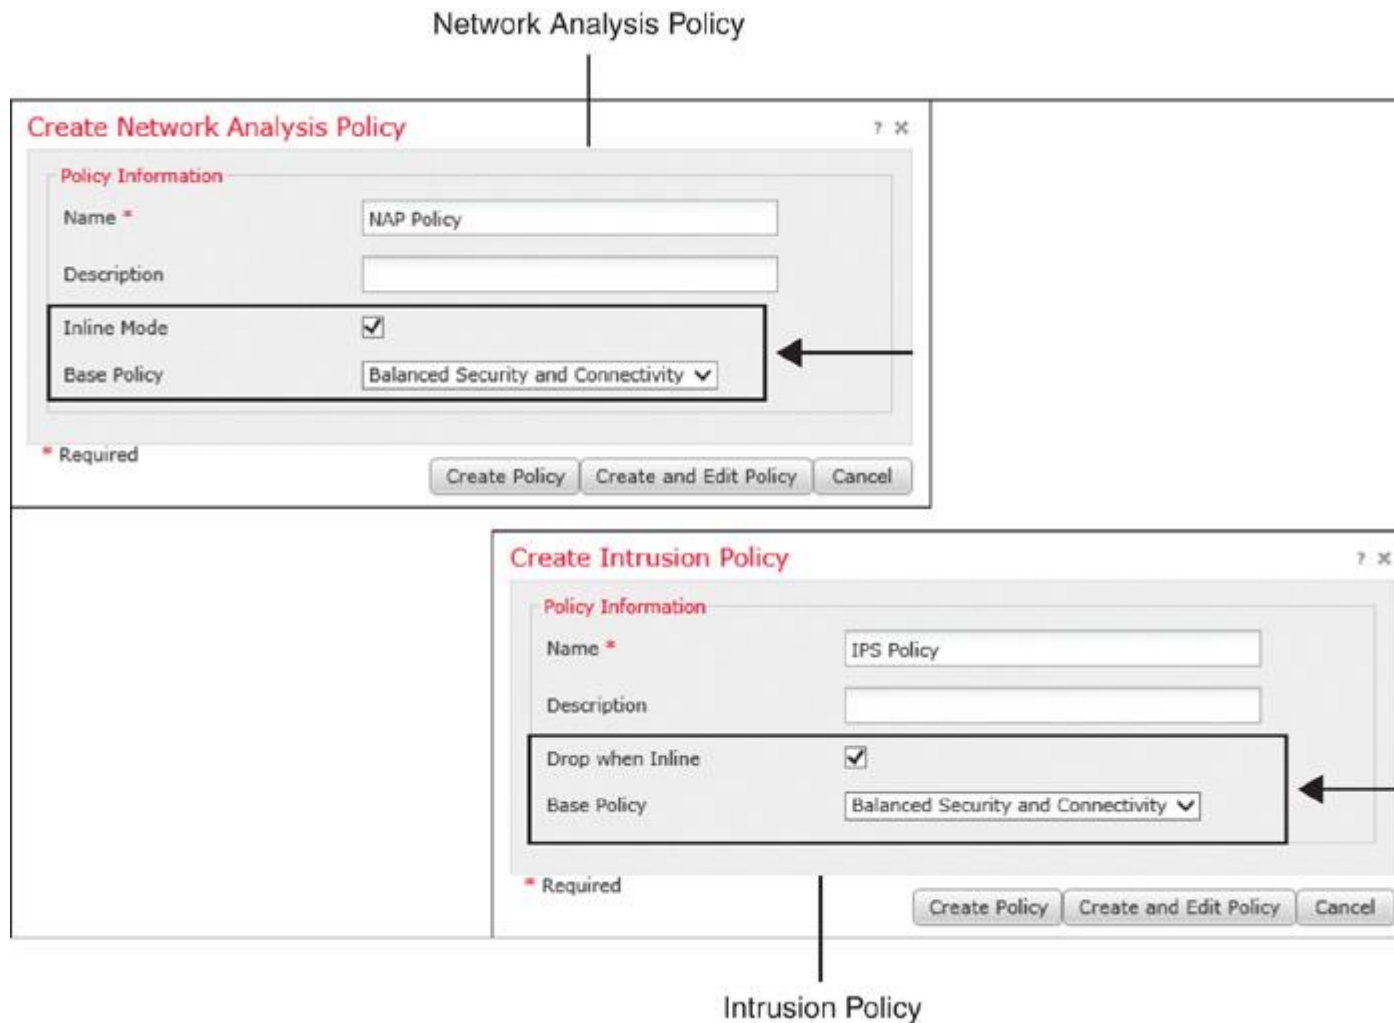 Network Analysis Policy
Create Network Analysis Policy ? ×
Policy Information
Name * NAP Policy
Description
Inline Mode
Base Policy Balanced Security and Connectivity
* Required
Create Policy Create and Edit Policy Cancel
Create Intrusion Policy ? ×
Policy Information
Name * IPS Policy
Description
Drop when Inline
Base Policy Balanced Security and Connectivity
* Required
Create Policy Create and Edit Policy Cancel
Intrusion Policy